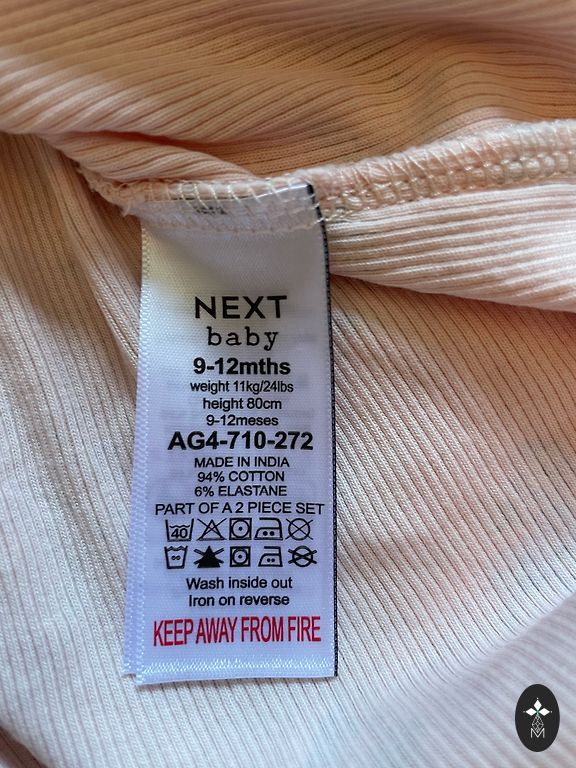 NEXT
baby
9-12mths
weight 11kg/24lbs
height 80cm
9-12meses
AG4-710-272
MADE IN INDIA
94% COTTON
6% ELASTANE
PART OF A 2 PIECE SET
40
Wash inside out
Iron on reverse
KEEP AWAY FROM FIRE
M